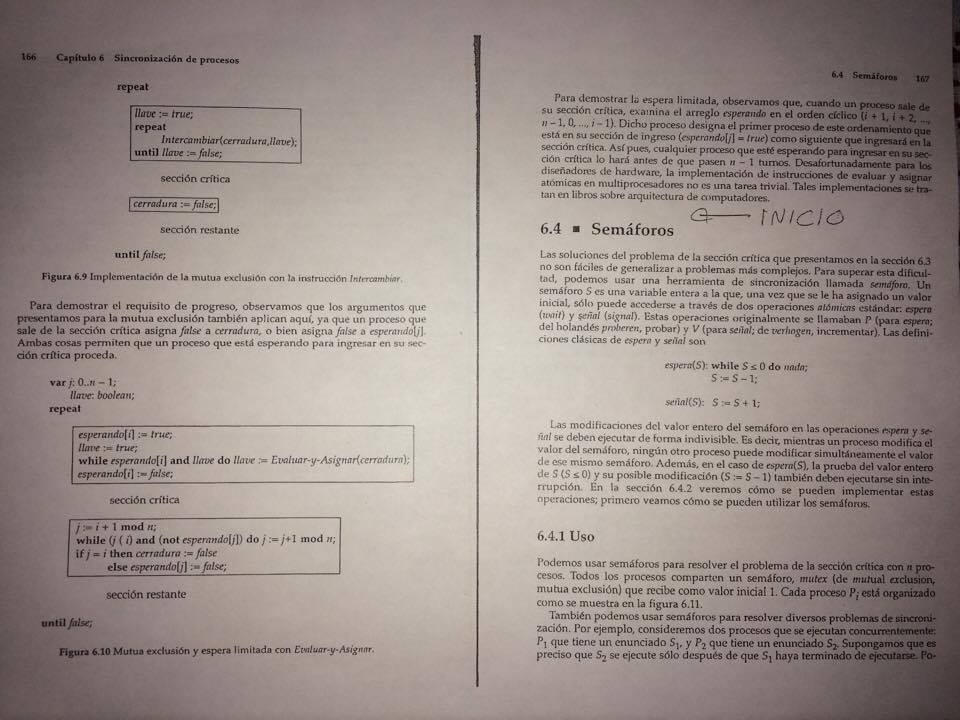 166 Capítulo 6 Sincronización de procesos
repeat
llave := true;
repeat
Intercambiar(cerradura,llave);
until llave := false;
sección crítica
cerradura := false;
sección restante
until false;
Figura 6.9 Implementación de la mutua exclusión con la instrucción Intercambiar.
Para demostrar el requisito de progreso, observamos que los argumentos que
presentamos para la mutua exclusión también aplican aquí, ya que un proceso que
sale de la sección crítica asigna false a cerradura, o bien asigna false a esperando[j].
Ambas cosas permiten que un proceso que está esperando para ingresar en su sec-
ción crítica proceda.
var j: 0..n − 1;
llave: boolean;
repeat
esperando[i] := true;
llave := true;
while esperando[i] and llave do llave := Evaluar-y-Asignar(cerradura);
esperando[i] := false;
sección crítica
j := i + 1 mod n;
while (j ( i) and (not esperando[j]) do j := j+1 mod n;
if j = i then cerradura := false
else esperando[j] := false;
sección restante
until false;
Figura 6.10 Mutua exclusión y espera limitada con Evaluar-y-Asignar.
6.4 Semáforos 167
Para demostrar la espera limitada, observamos que, cuando un proceso sale de
su sección crítica, examina el arreglo esperando en el orden cíclico (i + 1, i + 2, ...,
n − 1, 0, ..., i − 1). Dicho proceso designa el primer proceso de este ordenamiento que
está en su sección de ingreso (esperando[j] = true) como siguiente que ingresará en la
sección crítica. Así pues, cualquier proceso que esté esperando para ingresar en su sec-
ción crítica lo hará antes de que pasen n − 1 turnos. Desafortunadamente para los
diseñadores de hardware, la implementación de instrucciones de evaluar y asignar
atómicas en multiprocesadores no es una tarea trivial. Tales implementaciones se tra-
tan en libros sobre arquitectura de computadores.
INICIO
6.4 ■ Semáforos
Las soluciones del problema de la sección crítica que presentamos en la sección 6.3
no son fáciles de generalizar a problemas más complejos. Para superar esta dificul-
tad, podemos usar una herramienta de sincronización llamada semáforo. Un
semáforo S es una variable entera a la que, una vez que se le ha asignado un valor
inicial, sólo puede accederse a través de dos operaciones atómicas estándar: espera
(wait) y señal (signal). Estas operaciones originalmente se llamaban P (para espera;
del holandés proberen, probar) y V (para señal; de verhogen, incrementar). Las defini-
ciones clásicas de espera y señal son
espera(S): while S ≤ 0 do nada;
S := S − 1;
señal(S): S := S + 1;
Las modificaciones del valor entero del semáforo en las operaciones espera y se-
ñal se deben ejecutar de forma indivisible. Es decir, mientras un proceso modifica el
valor del semáforo, ningún otro proceso puede modificar simultáneamente el valor
de ese mismo semáforo. Además, en el caso de espera(S), la prueba del valor entero
de S (S ≤ 0) y su posible modificación (S := S − 1) también deben ejecutarse sin inte-
rrupción. En la sección 6.4.2 veremos cómo se pueden implementar estas
operaciones; primero veamos cómo se pueden utilizar los semáforos.
6.4.1 Uso
Podemos usar semáforos para resolver el problema de la sección crítica con n pro-
cesos. Todos los procesos comparten un semáforo, mutex (de mutual exclusion,
mutua exclusión) que recibe como valor inicial 1. Cada proceso Pi está organizado
como se muestra en la figura 6.11.
También podemos usar semáforos para resolver diversos problemas de sincroni-
zación. Por ejemplo, consideremos dos procesos que se ejecutan concurrentemente:
P1 que tiene un enunciado S1, y P2 que tiene un enunciado S2. Supongamos que es
preciso que S2 se ejecute sólo después de que S1 haya terminado de ejecutarse. Po-